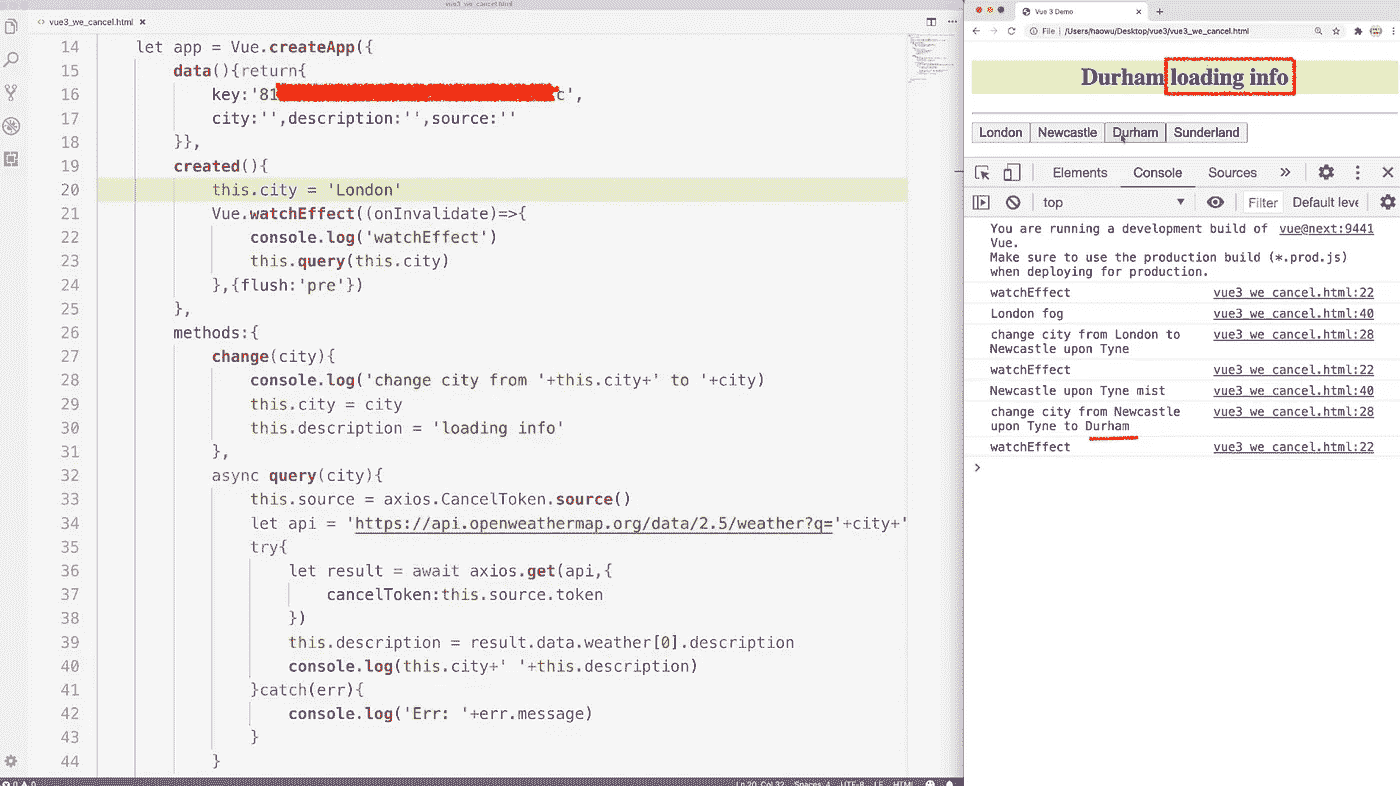 vue3_we_cancel.html
vue3_we_cancel.html
14 let app = Vue.createApp({
15 data(){return{
16 key:'81 c',
17 city:'',description:'',source:''
18 }},
19 created(){
20 this.city = 'London'
21 Vue.watchEffect((onInvalidate)=>{
22 console.log('watchEffect')
23 this.query(this.city)
24 },{flush:'pre'})
25 },
26 methods:{
27 change(city){
28 console.log('change city from '+this.city+' to '+city)
29 this.city = city
30 this.description = 'loading info'
31 },
32 async query(city){
33 this.source = axios.CancelToken.source()
34 let api = 'https://api.openweathermap.org/data/2.5/weather?q='+city+'
35 try{
36 let result = await axios.get(api,{
37 cancelToken:this.source.token
38 })
39 this.description = result.data.weather[0].description
40 console.log(this.city+' '+this.description)
41 }catch(err){
42 console.log('Err: '+err.message)
43 }
44 }
Ln 20, Col 32 Spaces: 4 UTF-8 LF HTML
Vue 3 Demo
File | /Users/haowu/Desktop/vue3/vue3_we_cancel.html
Durham loading info
London Newcastle Durham Sunderland
Elements Console Sources »
top Filter Default leve
You are running a development build of vue@next:9441
Vue.
Make sure to use the production build (*.prod.js)
when deploying for production.
watchEffect vue3 we cancel.html:22
London fog vue3 we cancel.html:40
change city from London to vue3 we cancel.html:28
Newcastle upon Tyne
watchEffect vue3 we cancel.html:22
Newcastle upon Tyne mist vue3 we cancel.html:40
change city from Newcastle vue3 we cancel.html:28
upon Tyne to Durham
watchEffect vue3 we cancel.html:22